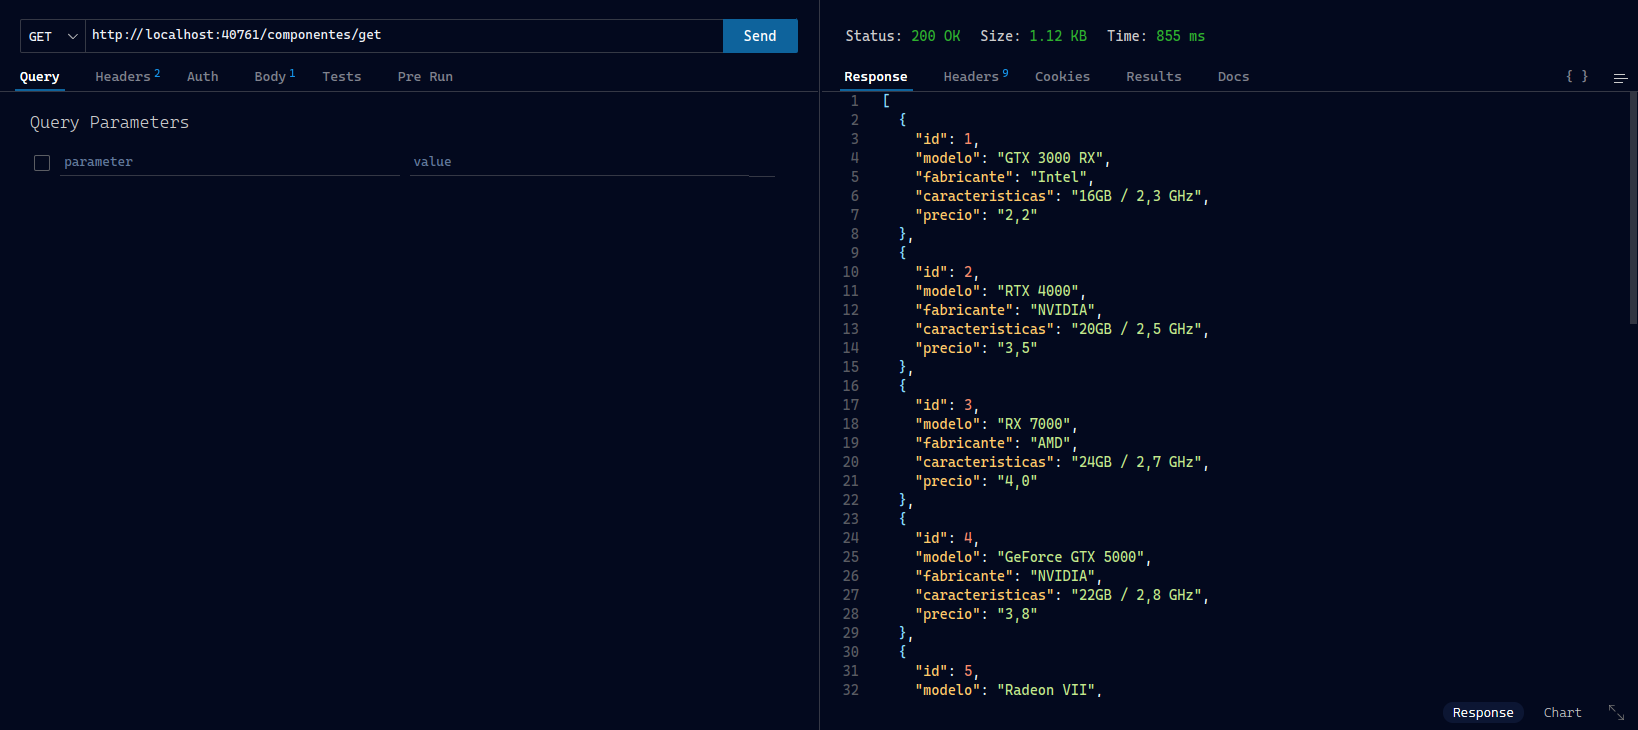 GET http://localhost:40761/componentes/get Send
Query Headers 2 Auth Body 1 Tests Pre Run
Query Parameters
parameter value
Status: 200 OK Size: 1.12 KB Time: 855 ms
Response Headers 9 Cookies Results Docs { }
1 [
2 {
3 "id": 1,
4 "modelo": "GTX 3000 RX",
5 "fabricante": "Intel",
6 "caracteristicas": "16GB / 2,3 GHz",
7 "precio": "2,2"
8 },
9 {
10 "id": 2,
11 "modelo": "RTX 4000",
12 "fabricante": "NVIDIA",
13 "caracteristicas": "20GB / 2,5 GHz",
14 "precio": "3,5"
15 },
16 {
17 "id": 3,
18 "modelo": "RX 7000",
19 "fabricante": "AMD",
20 "caracteristicas": "24GB / 2,7 GHz",
21 "precio": "4,0"
22 },
23 {
24 "id": 4,
25 "modelo": "GeForce GTX 5000",
26 "fabricante": "NVIDIA",
27 "caracteristicas": "22GB / 2,8 GHz",
28 "precio": "3,8"
29 },
30 {
31 "id": 5,
32 "modelo": "Radeon VII",
Response Chart